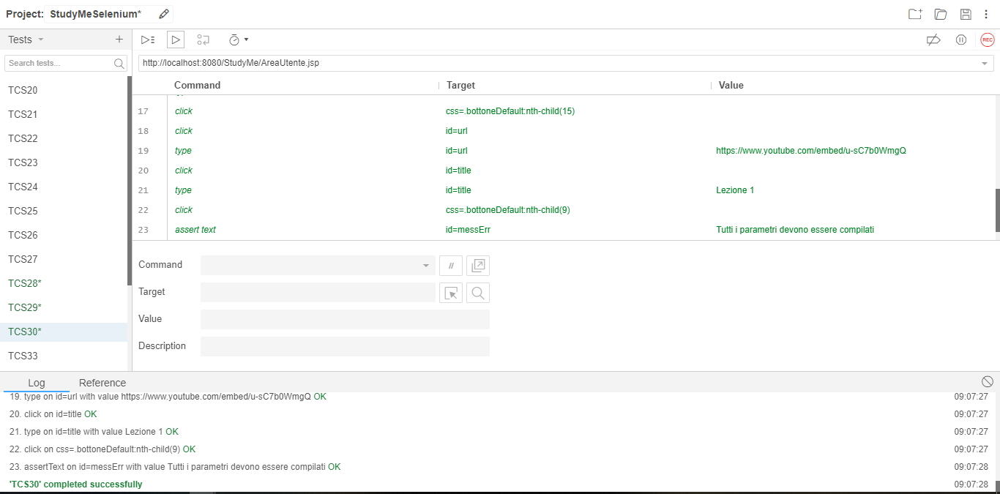 Project: StudyMeSelenium*
Tests
Search tests...
TCS20
TCS21
TCS22
TCS23
TCS24
TCS25
TCS26
TCS27
TCS28*
TCS29*
TCS30*
TCS33
REC
http://localhost:8080/StudyMe/AreaUtente.jsp
Command Target Value
17 click css=.bottoneDefault:nth-child(15)
18 click id=url
19 type id=url https://www.youtube.com/embed/u-sC7b0WmgQ
20 click id=title
21 type id=title Lezione 1
22 click css=.bottoneDefault:nth-child(9)
23 assert text id=messErr Tutti i parametri devono essere compilati
Command //
Target
Value
Description
Log Reference
19. type on id=url with value https://www.youtube.com/embed/u-sC7b0WmgQ OK 09:07:27
20. click on id=title OK 09:07:27
21. type on id=title with value Lezione 1 OK 09:07:27
22. click on css=.bottoneDefault:nth-child(9) OK 09:07:27
23. assertText on id=messErr with value Tutti i parametri devono essere compilati OK 09:07:28
'TCS30' completed successfully 09:07:28